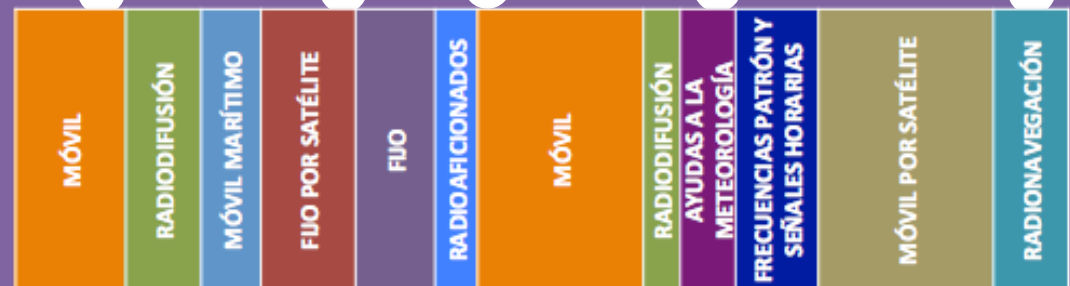 MÓVIL
RADIODIFUSIÓN
MÓVIL MARÍTIMO
FIJO POR SATÉLITE
FIJO
RADIOAFICIONADOS
MÓVIL
RADIODIFUSIÓN
AYUDAS A LA
METEOROLOGÍA
FRECUENCIAS PATRÓN Y
SEÑALES HORARIAS
MÓVIL POR SATÉLITE
RADIONAVEGACIÓN